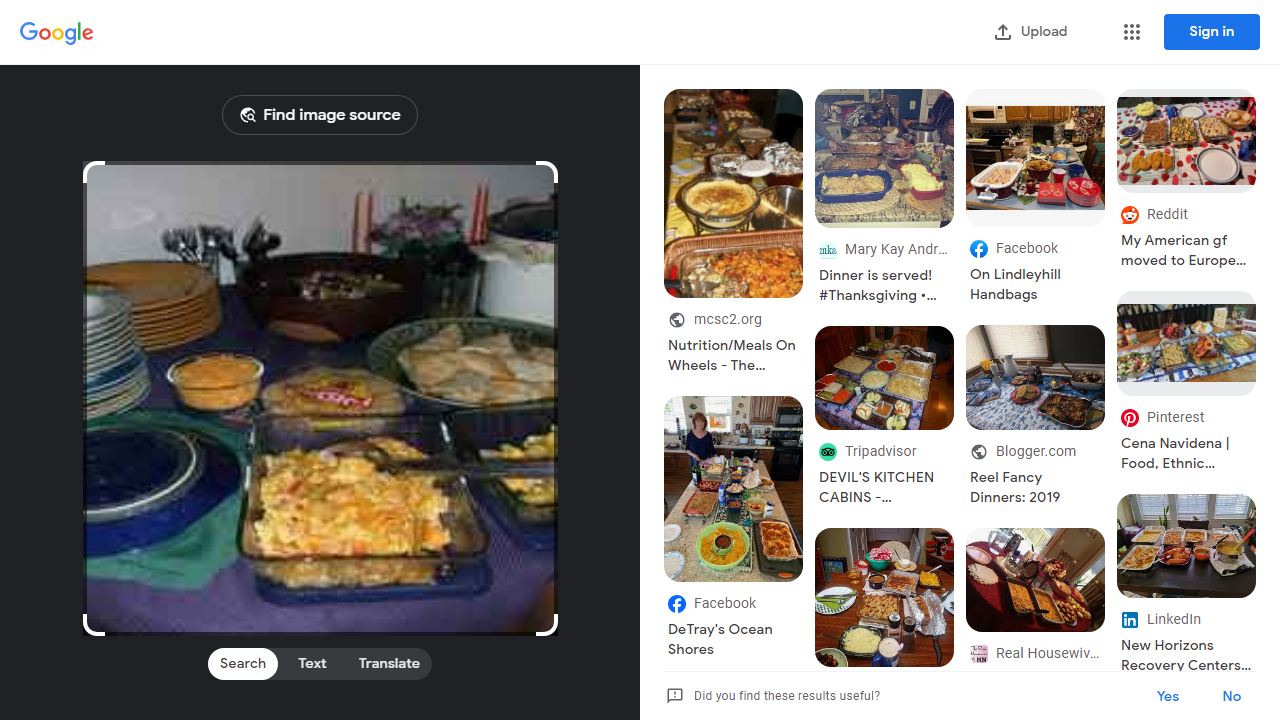 Google
Upload
Sign in
Find image source
Search
Text
Translate
mcsc2.org
Nutrition/Meals On
Wheels - The...
Facebook
DeTray's Ocean
Shores
mka
Mary Kay Andr...
Dinner is served!
#Thanksgiving •...
Tripadvisor
DEVIL'S KITCHEN
CABINS -...
Facebook
On Lindleyhill
Handbags
Blogger.com
Reel Fancy
Dinners: 2019
Real Housewiv...
Reddit
My American gf
moved to Europe...
Pinterest
Cena Navidena |
Food, Ethnic...
LinkedIn
New Horizons
Recovery Centers...
Did you find these results useful?
Yes
No